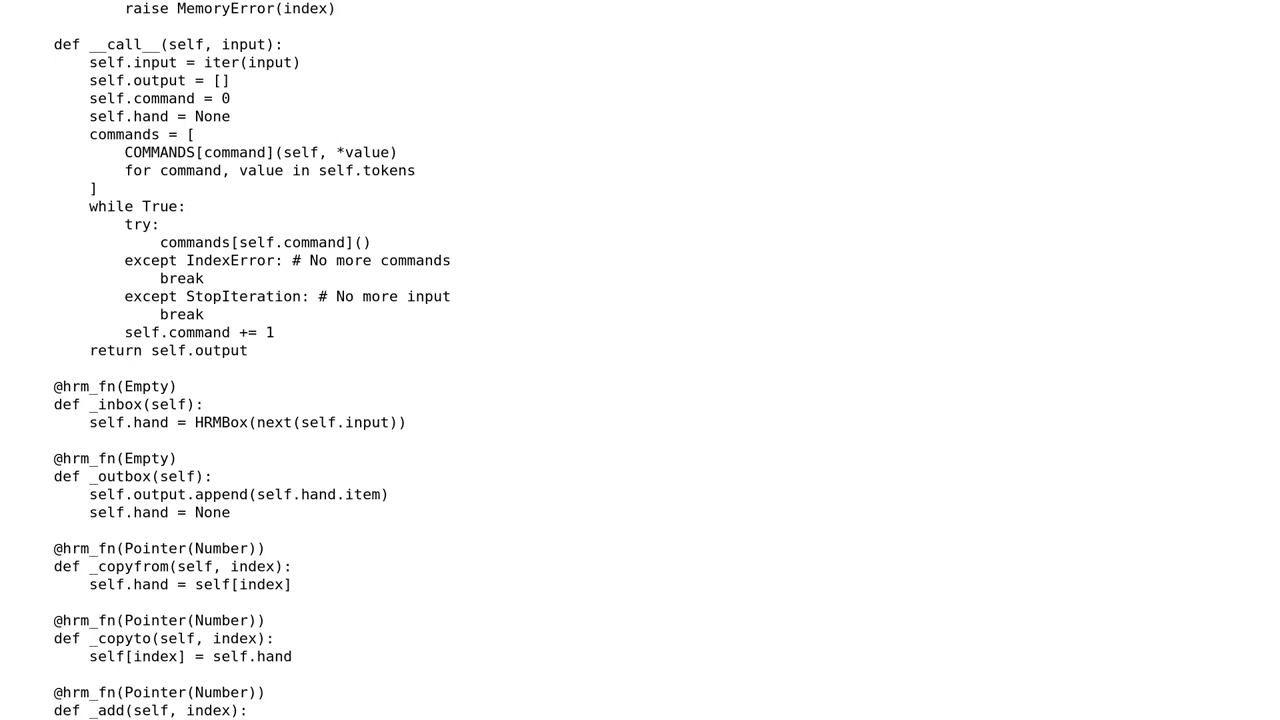 raise MemoryError(index)

def __call__(self, input):
    self.input = iter(input)
    self.output = []
    self.command = 0
    self.hand = None
    commands = [
        COMMANDS[command](self, *value)
        for command, value in self.tokens
    ]
    while True:
        try:
            commands[self.command]()
        except IndexError: # No more commands
            break
        except StopIteration: # No more input
            break
        self.command += 1
    return self.output

@hrm_fn(Empty)
def _inbox(self):
    self.hand = HRMBox(next(self.input))

@hrm_fn(Empty)
def _outbox(self):
    self.output.append(self.hand.item)
    self.hand = None

@hrm_fn(Pointer(Number))
def _copyfrom(self, index):
    self.hand = self[index]

@hrm_fn(Pointer(Number))
def _copyto(self, index):
    self[index] = self.hand

@hrm_fn(Pointer(Number))
def _add(self, index):